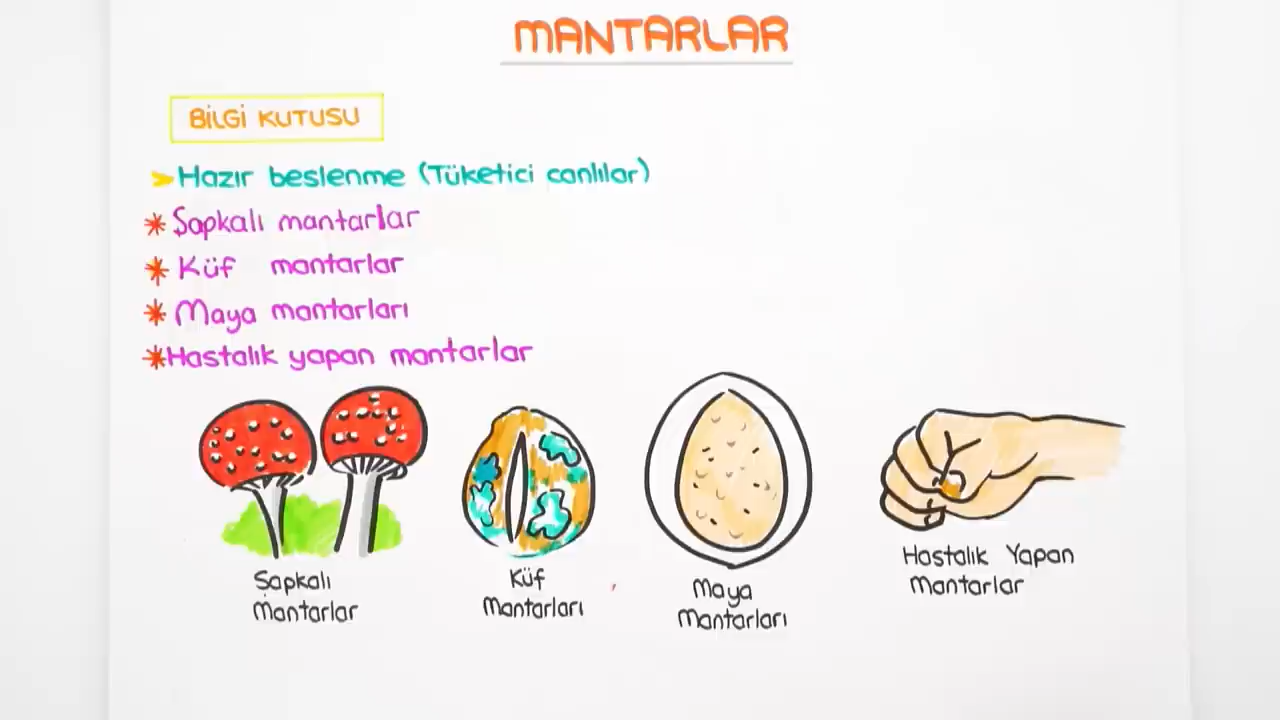 MANTARLAR
BİLGİ KUTUSU
Hazır beslenme (Tüketici canlılar)
Şapkalı mantarlar
Küf mantarlar
Maya mantarları
Hastalık yapan mantarlar
Şapkalı
Mantarlar
Küf
Mantarları
Maya
Mantarları
Hastalık Yapan
Mantarlar